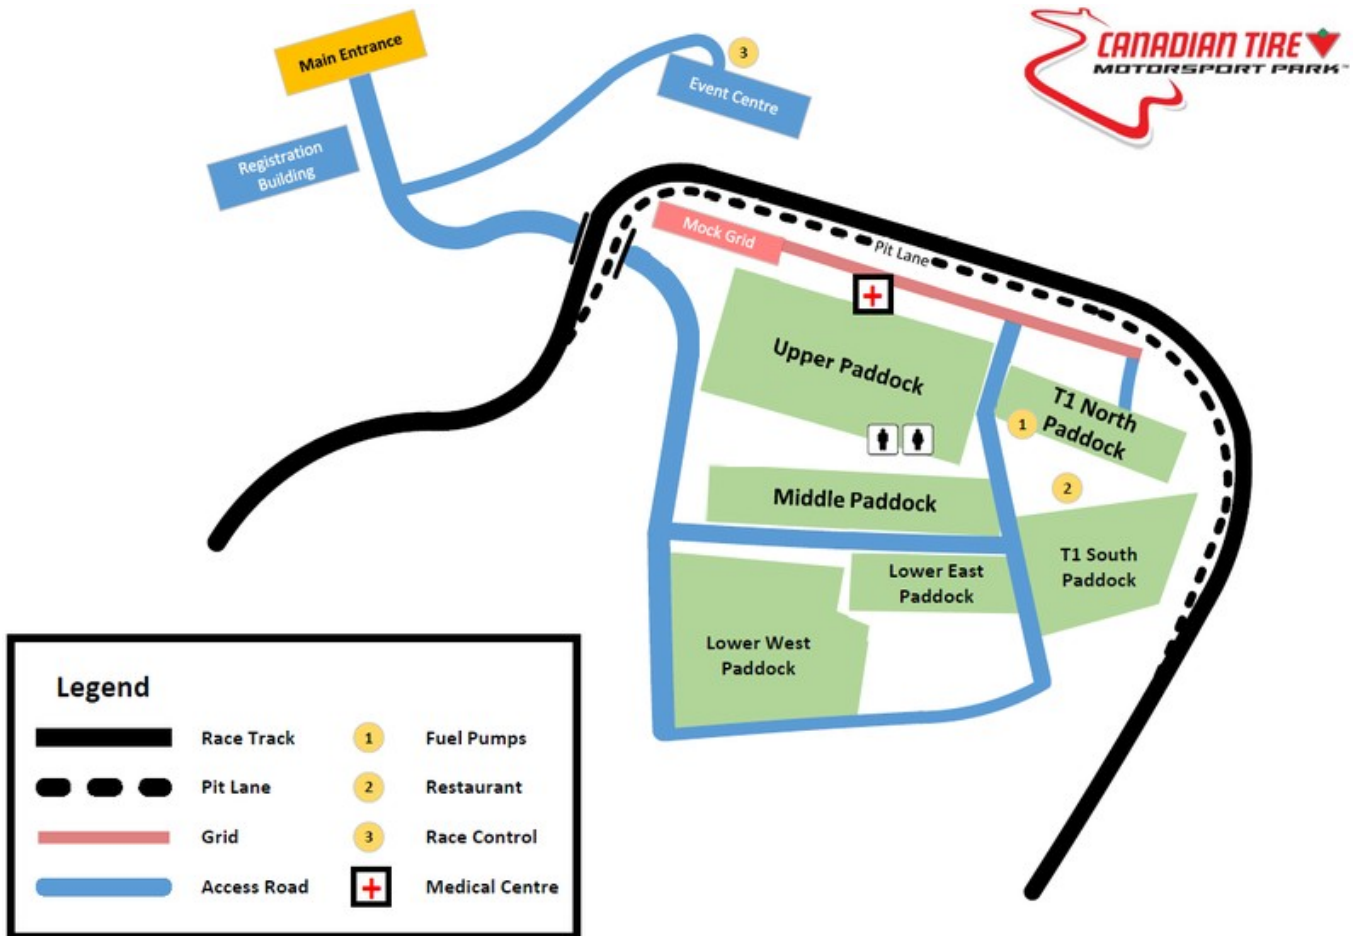 CANADIAN TIRE
MOTORSPORT PARK™
Main Entrance
3
Event Centre
Registration
Building
Mock Grid
Pit Lane
Upper Paddock
T1 North
Paddock
1
2
Middle Paddock
T1 South
Paddock
Lower East
Paddock
Lower West
Paddock
Legend
Race Track
1
Fuel Pumps
Pit Lane
2
Restaurant
Grid
3
Race Control
Access Road
Medical Centre